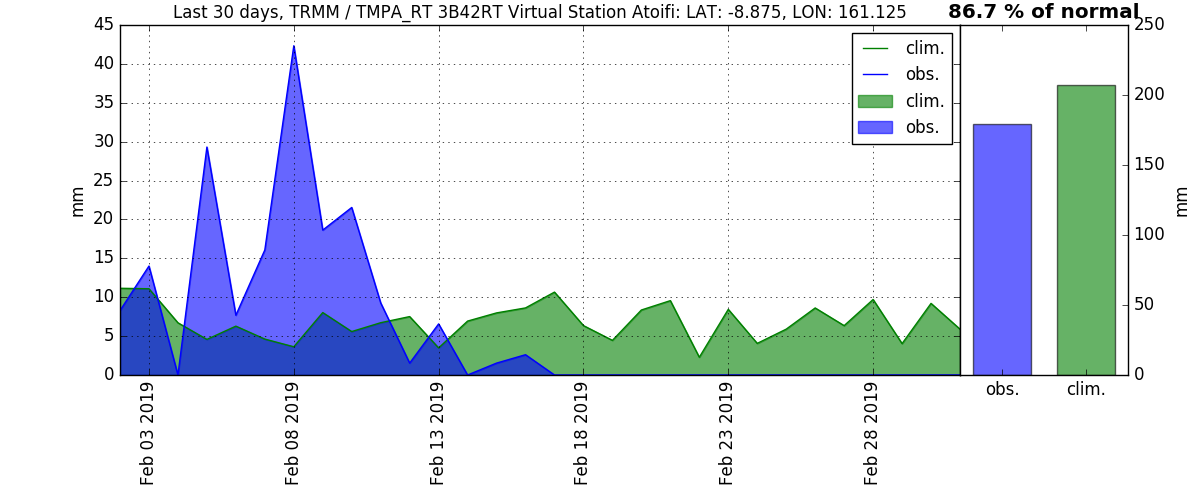 Last 30 days, TRMM / TMPA_RT 3B42RT Virtual Station Atoifi: LAT: -8.875, LON: 161.125
86.7 % of normal
45
40
35
30
25
20
15
10
5
0
mm
clim.
obs.
clim.
obs.
Feb 03 2019
Feb 08 2019
Feb 13 2019
Feb 18 2019
Feb 23 2019
Feb 28 2019
250
200
150
100
50
0
mm
obs.
clim.